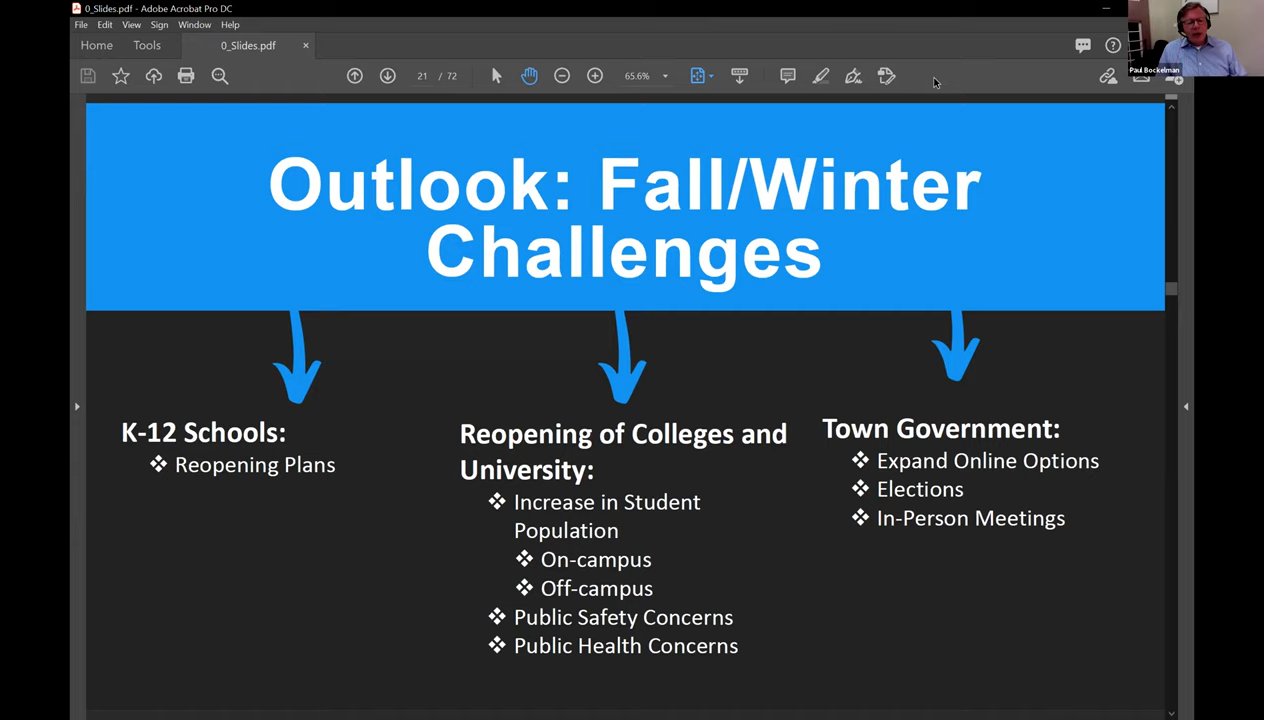 0_Slides.pdf - Adobe Acrobat Pro DC
File Edit View Sign Window Help
Home Tools 0_Slides.pdf ×
21 / 72 65.6%
Paul Bockelman
Outlook: Fall/Winter
Challenges
K-12 Schools:
❖ Reopening Plans
Reopening of Colleges and
University:
❖ Increase in Student
Population
❖ On-campus
❖ Off-campus
❖ Public Safety Concerns
❖ Public Health Concerns
Town Government:
❖ Expand Online Options
❖ Elections
❖ In-Person Meetings